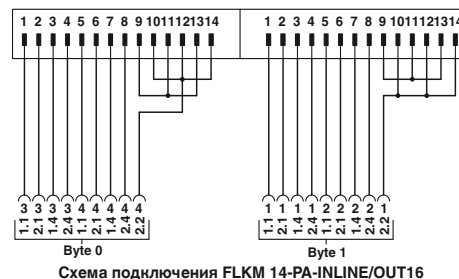 1 2 3 4 5 6 7 8 9 10 11 12 13 14 1 2 3 4 5 6 7 8 9 10 11 12 13 14
3 3 3 3 4 4 4 4 4 1 1 1 1 2 2 2 2 1
1.1 2.1 1.4 2.4 1.1 2.1 1.4 2.4 2.2 1.1 2.1 1.4 2.4 1.1 2.1 1.4 2.4 2.2
Byte 0 Byte 1
Схема подключения FLKM 14-PA-INLINE/OUT16